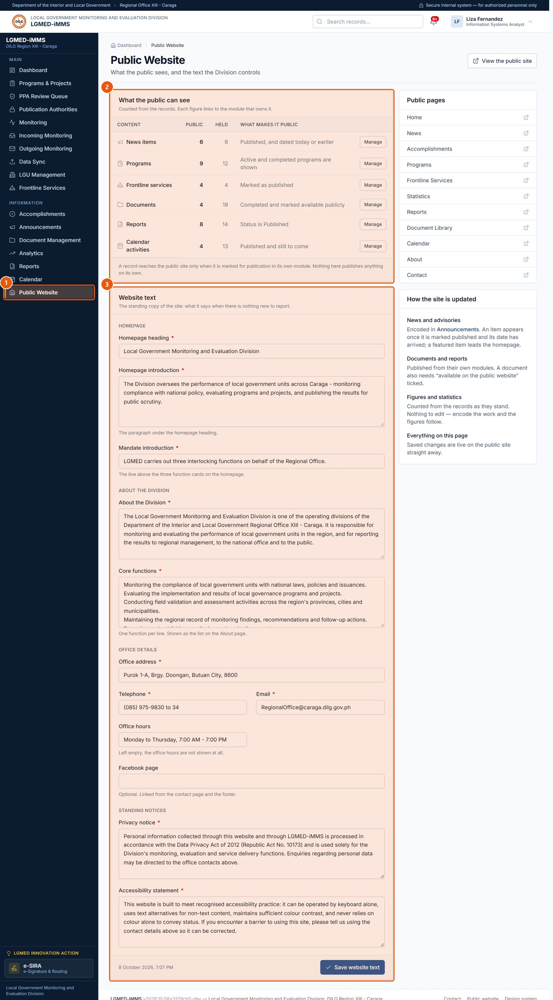 Department of the Interior and Local Government • Regional Office XIII - Caraga
Secure internal system — for authorized personnel only
DILG
LOCAL GOVERNMENT MONITORING AND EVALUATION DIVISION
LGMED-iMMS
Search records...
9+
LF
Liza Fernandez
Information Systems Analyst
LGMED-iMMS
DILG Region XIII - Caraga
MAIN
Dashboard
Programs & Projects
PPA Review Queue
Publication Authorities
Monitoring
Incoming Monitoring
Outgoing Monitoring
Data Sync
LGU Management
Frontline Services
INFORMATION
Accomplishments
Announcements
Document Management
Analytics
Reports
Calendar
1
Public Website
LGMED INNOVATION ACTION
e-SIRA
e-Signature & Routing
Local Government Monitoring and
Evaluation Division
Dashboard > Public Website
Public Website
What the public sees, and the text the Division controls
View the public site
2
What the public can see
Counted from the records. Each figure links to the module that owns it.
CONTENT PUBLIC HELD WHAT MAKES IT PUBLIC
News items 6 6 Published, and dated today or earlier Manage
Programs 9 12 Active and completed programs are
shown Manage
Frontline services 4 4 Marked as published Manage
Documents 4 19 Completed and marked available publicly Manage
Reports 8 14 Status is Published Manage
Calendar
activities 4 13 Published and still to come Manage
A record reaches the public site only when it is marked for publication in its own module. Nothing here publishes anything
on its own.
3
Website text
The standing copy of the site: what it says when there is nothing new to report.
HOMEPAGE
Homepage heading *
Local Government Monitoring and Evaluation Division
Homepage introduction *
The Division oversees the performance of local government units across Caraga - monitoring
compliance with national policy, evaluating programs and projects, and publishing the results for
public scrutiny.
The paragraph under the homepage heading.
Mandate introduction *
LGMED carries out three interlocking functions on behalf of the Regional Office.
The line above the three function cards on the homepage.
ABOUT THE DIVISION
About the Division *
The Local Government Monitoring and Evaluation Division is one of the operating divisions of the
Department of the Interior and Local Government Regional Office XIII - Caraga. It is responsible for
monitoring and evaluating the performance of local government units in the region, and for reporting
the results to regional management, to the national office and to the public.
Core functions *
Monitoring the compliance of local government units with national laws, policies and issuances.
Evaluating the implementation and results of local governance programs and projects.
Conducting field validation and assessment activities across the region's provinces, cities and
municipalities.
Maintaining the regional record of monitoring findings, recommendations and follow-up actions.
One function per line. Shown as the list on the About page.
OFFICE DETAILS
Office address *
Purok 1-A, Brgy. Doongan, Butuan City, 8600
Telephone *
(085) 975-9830 to 34
Email *
RegionalOffice@caraga.dilg.gov.ph
Office hours
Monday to Thursday, 7:00 AM - 7:00 PM
Left empty, the office hours are not shown at all.
Facebook page
Optional. Linked from the contact page and the footer.
STANDING NOTICES
Privacy notice *
Personal information collected through this website and through LGMED-iMMS is processed in
accordance with the Data Privacy Act of 2012 (Republic Act No. 10173) and is used solely for the
Division's monitoring, evaluation and service delivery functions. Enquiries regarding personal data
may be directed to the office contacts above.
Accessibility statement *
This website is built to meet recognised accessibility practice: it can be operated by keyboard alone,
uses text alternatives for non-text content, maintains sufficient colour contrast, and never relies on
colour alone to convey status. If you encounter a barrier to using this site, please tell us using the
contact details above so it can be corrected.
8 October 2026, 7:07 PM
Save website text
Public pages
Home
News
Accomplishments
Programs
Frontline Services
Statistics
Reports
Document Library
Calendar
About
Contact
How the site is updated
News and advisories
Encoded in Announcements. An item appears
once it is marked published and its date has
arrived; a featured item leads the homepage.
Documents and reports
Published from their own modules. A document
also needs “available on the public website”
ticked.
Figures and statistics
Counted from the records as they stand.
Nothing to edit — encode the work and the
figures follow.
Everything on this page
Saved changes are live on the public site
straight away.
LGMED-iMMS v2026.10.08+3129cb5-dev — Local Government Monitoring and Evaluation Division, DILG Region XIII - Caraga
Contact Public website Design system